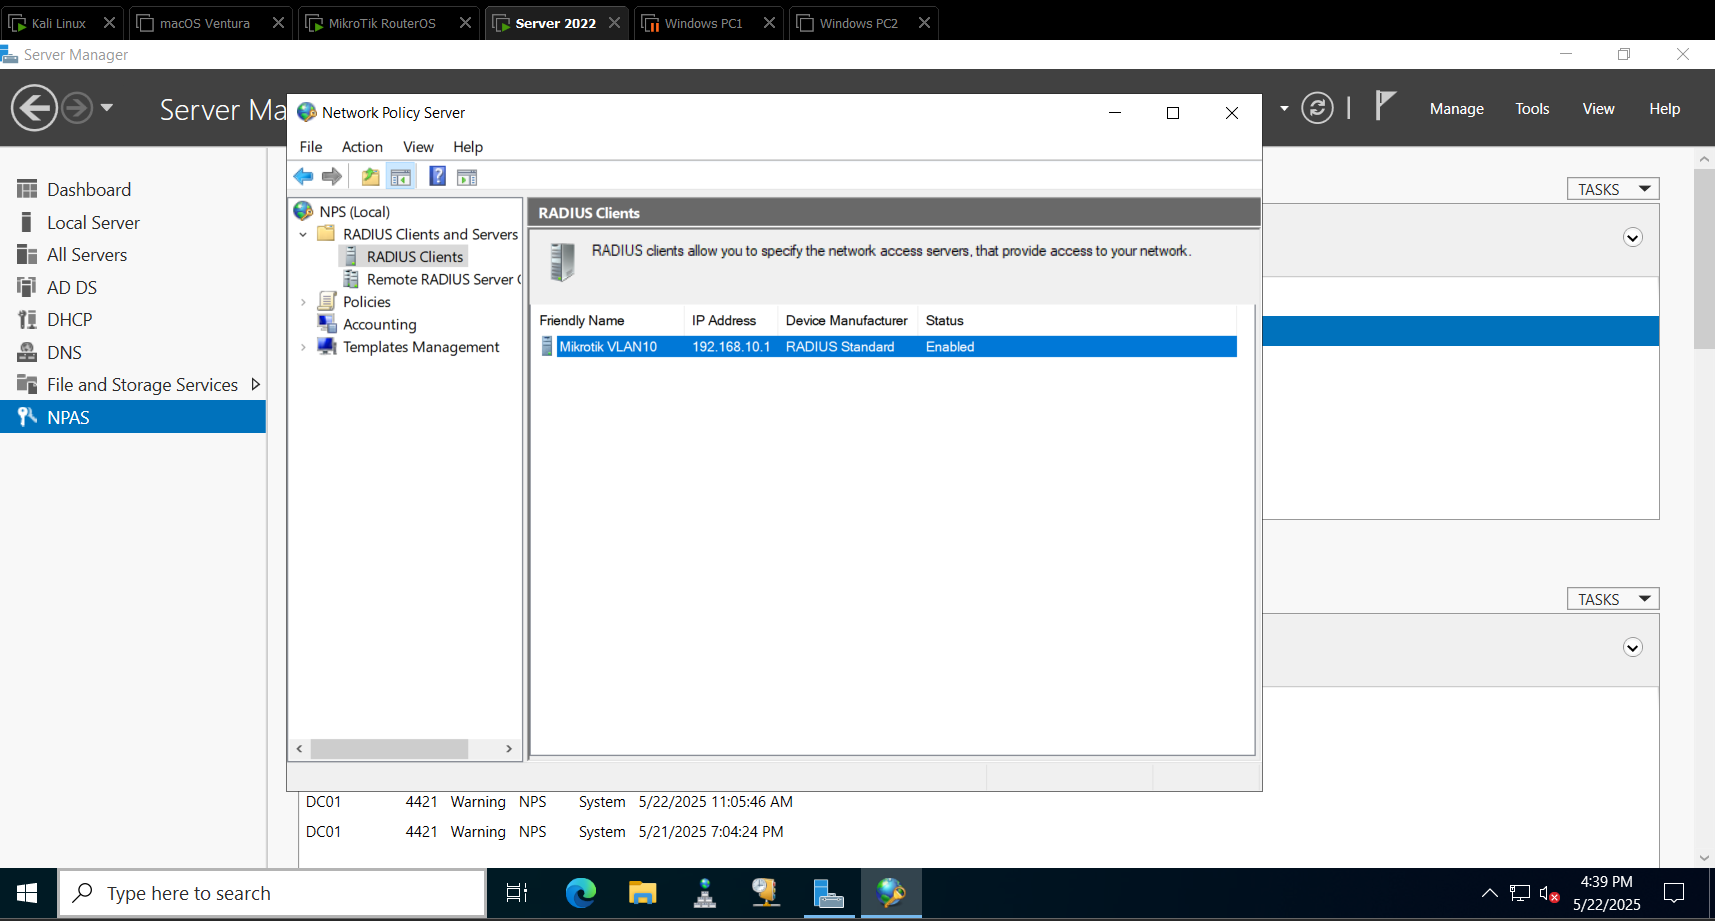 Kali Linux macOS Ventura MikroTik RouterOS Server 2022 Windows PC1 Windows PC2
Server Manager
Server Ma
Manage Tools View Help
Network Policy Server
File Action View Help
Dashboard
Local Server
All Servers
AD DS
DHCP
DNS
File and Storage Services
NPAS
NPS (Local)
RADIUS Clients and Servers
RADIUS Clients
Remote RADIUS Server
Policies
Accounting
Templates Management
RADIUS Clients
RADIUS clients allow you to specify the network access servers, that provide access to your network.
Friendly Name IP Address Device Manufacturer Status
Mikrotik VLAN10 192.168.10.1 RADIUS Standard Enabled
TASKS
TASKS
DC01 4421 Warning NPS System 5/22/2025 11:05:46 AM
DC01 4421 Warning NPS System 5/21/2025 7:04:24 PM
Type here to search
4:39 PM
5/22/2025